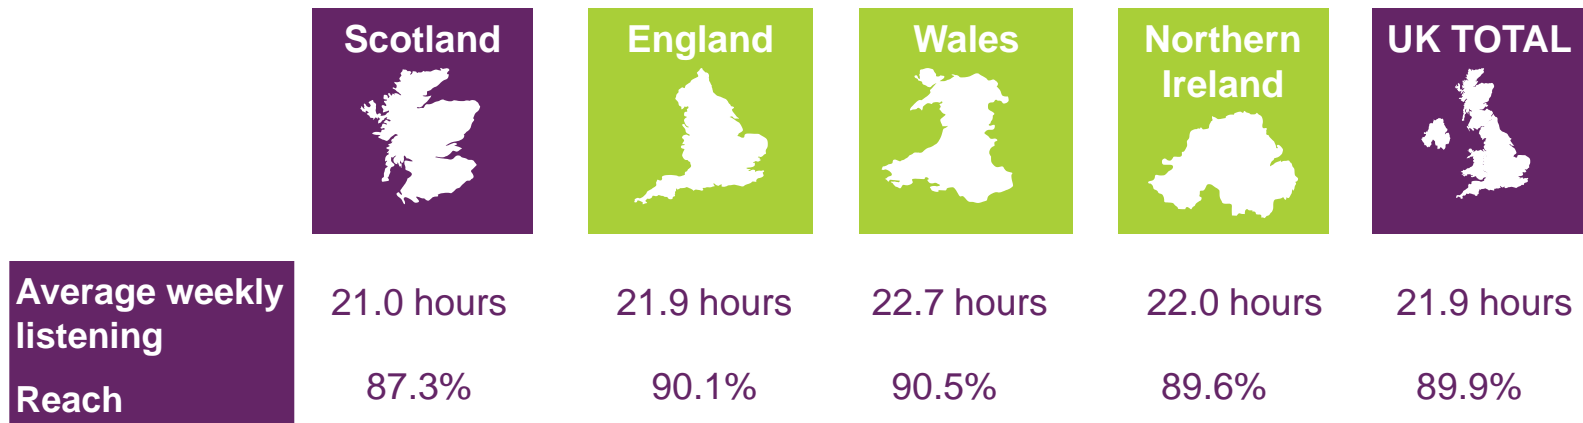 Scotland
England
Wales
Northern
Ireland
UK TOTAL
Average weekly
listening
21.0 hours
21.9 hours
22.7 hours
22.0 hours
21.9 hours
Reach
87.3%
90.1%
90.5%
89.6%
89.9%